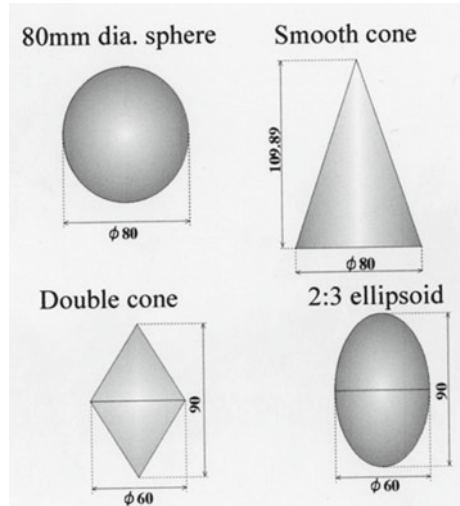 80mm dia. sphere
Smooth cone
109.89
ϕ 80
ϕ 80
Double cone
2:3 ellipsoid
90
90
ϕ 60
ϕ 60